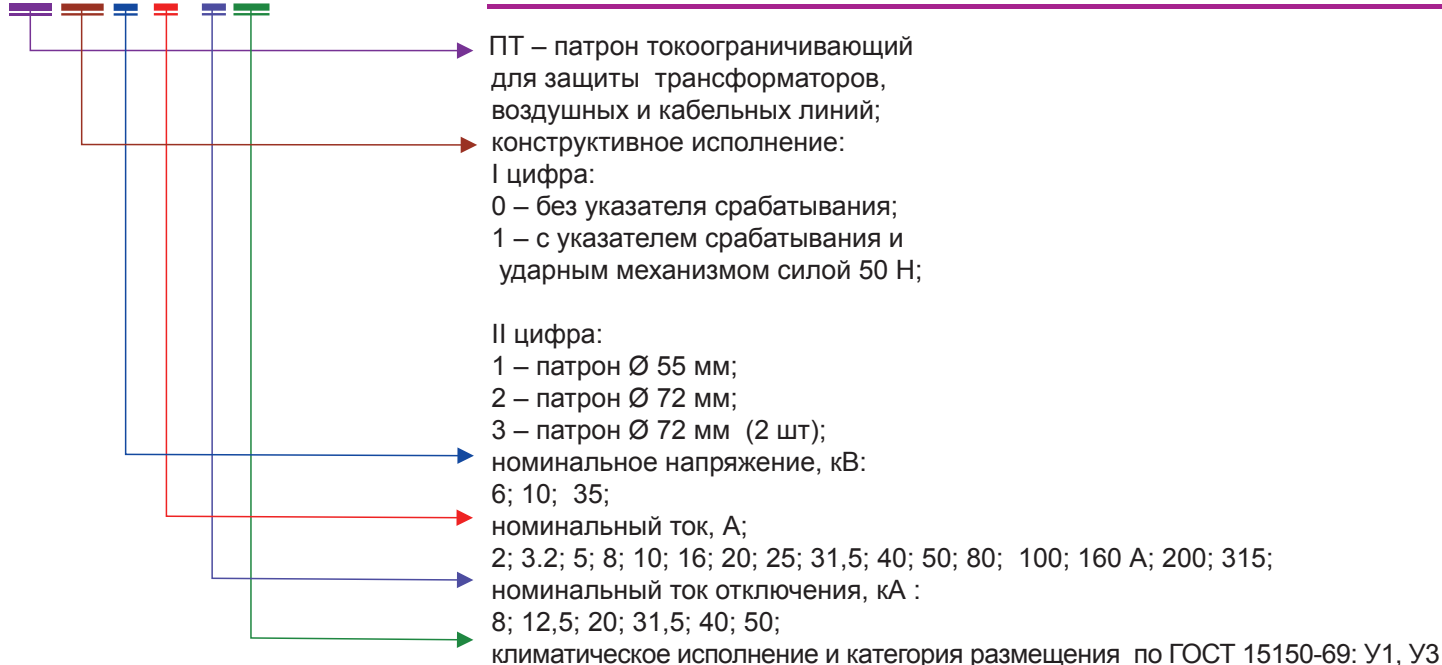 ПТ – патрон токоограничивающий
для защиты трансформаторов,
воздушных и кабельных линий;
конструктивное исполнение:
I цифра:
0 – без указателя срабатывания;
1 – с указателем срабатывания и
ударным механизмом силой 50 Н;
II цифра:
1 – патрон Ø 55 мм;
2 – патрон Ø 72 мм;
3 – патрон Ø 72 мм (2 шт);
номинальное напряжение, кВ:
6; 10; 35;
номинальный ток, А;
2; 3.2; 5; 8; 10; 16; 20; 25; 31,5; 40; 50; 80; 100; 160 А; 200; 315;
номинальный ток отключения, кА :
8; 12,5; 20; 31,5; 40; 50;
климатическое исполнение и категория размещения по ГОСТ 15150-69: У1, У3